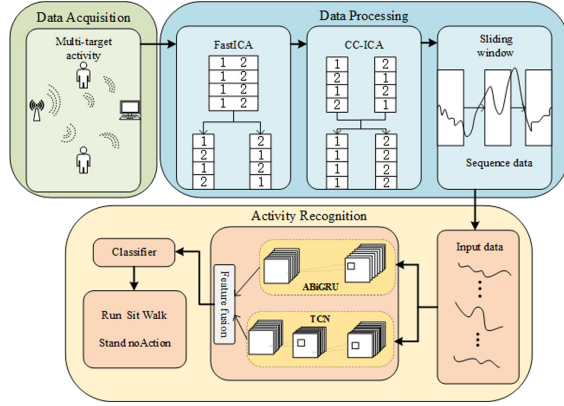 Data Acquisition
Data Processing
Multi-target
activity
FastICA
1 2
1 2
1 2
1 2
1 2
2 1
1 2
2 1
CC-ICA
1 2
2 1
1 2
2 1
1 2
1 2
1 2
1 2
Sliding
window
Sequence data
Activity Recognition
Input data
ABiGRU
TCN
Feature fusion
Classifier
Run Sit Walk
Stand noAction